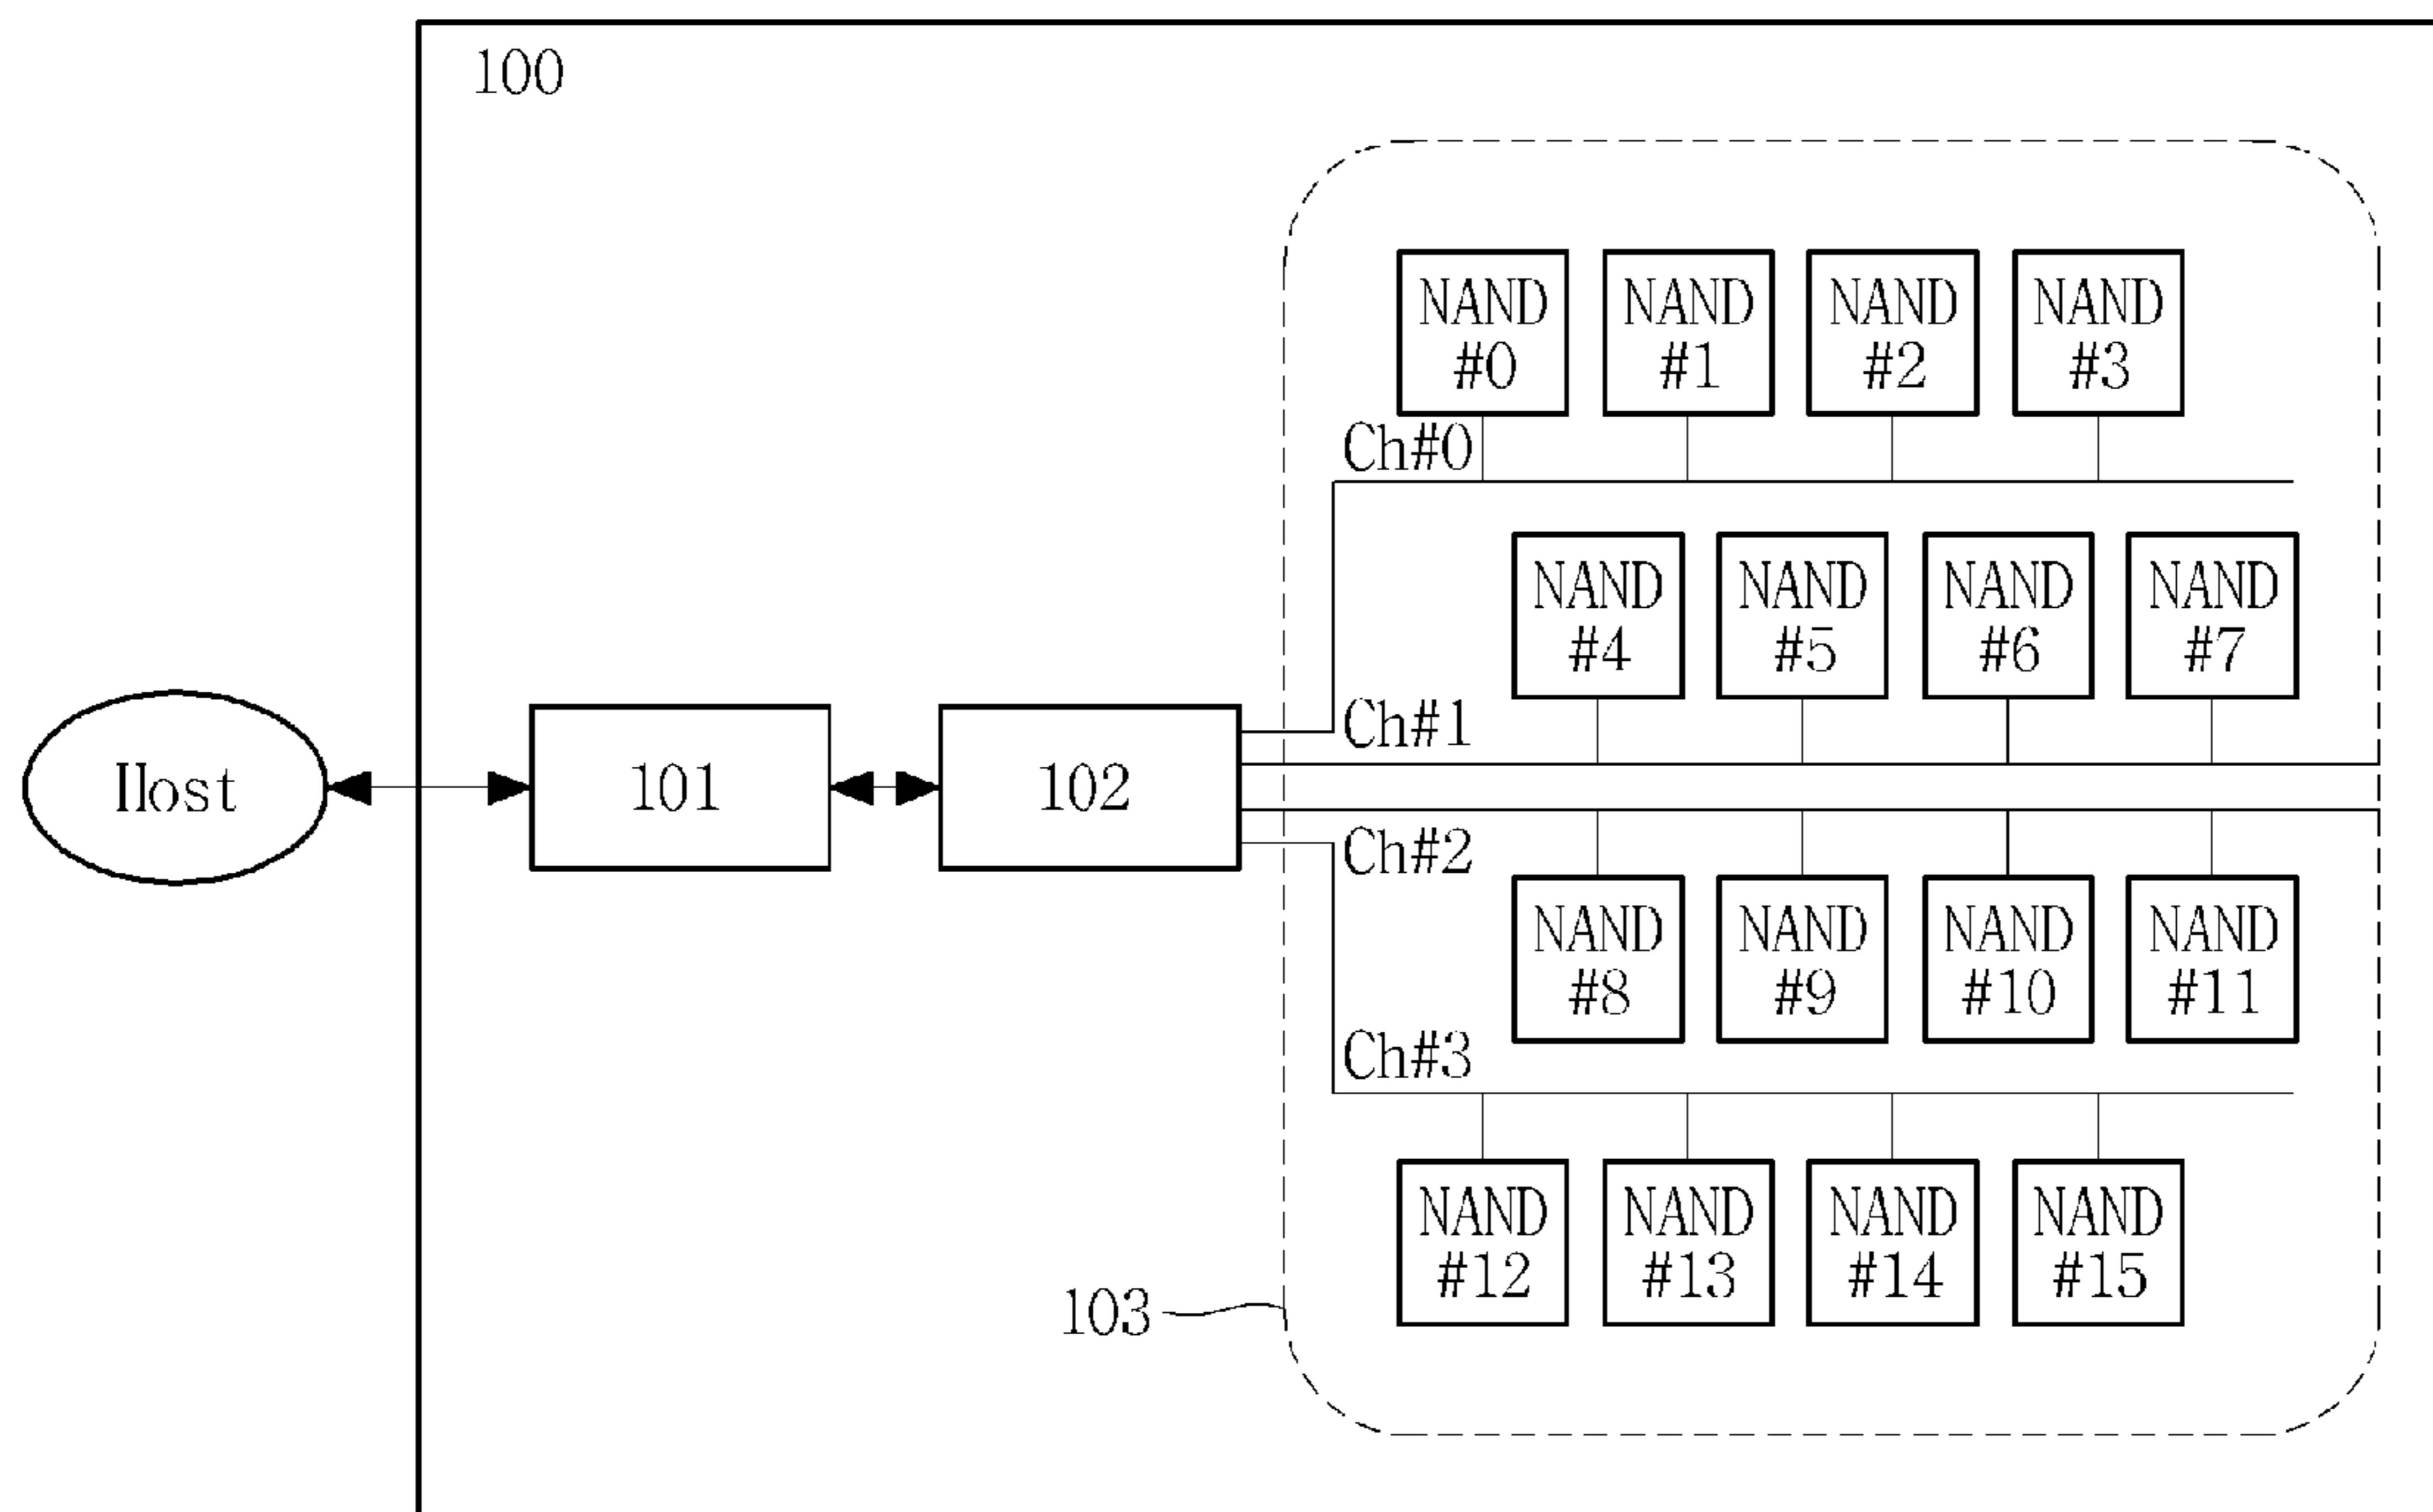 100
NAND NAND NAND NAND
#0 #1 #2 #3
Ch#0
NAND NAND NAND NAND
#4 #5 #6 #7
Ch#1
Host 101 102
Ch#2
NAND NAND NAND NAND
#8 #9 #10 #11
Ch#3
NAND NAND NAND NAND
#12 #13 #14 #15
103